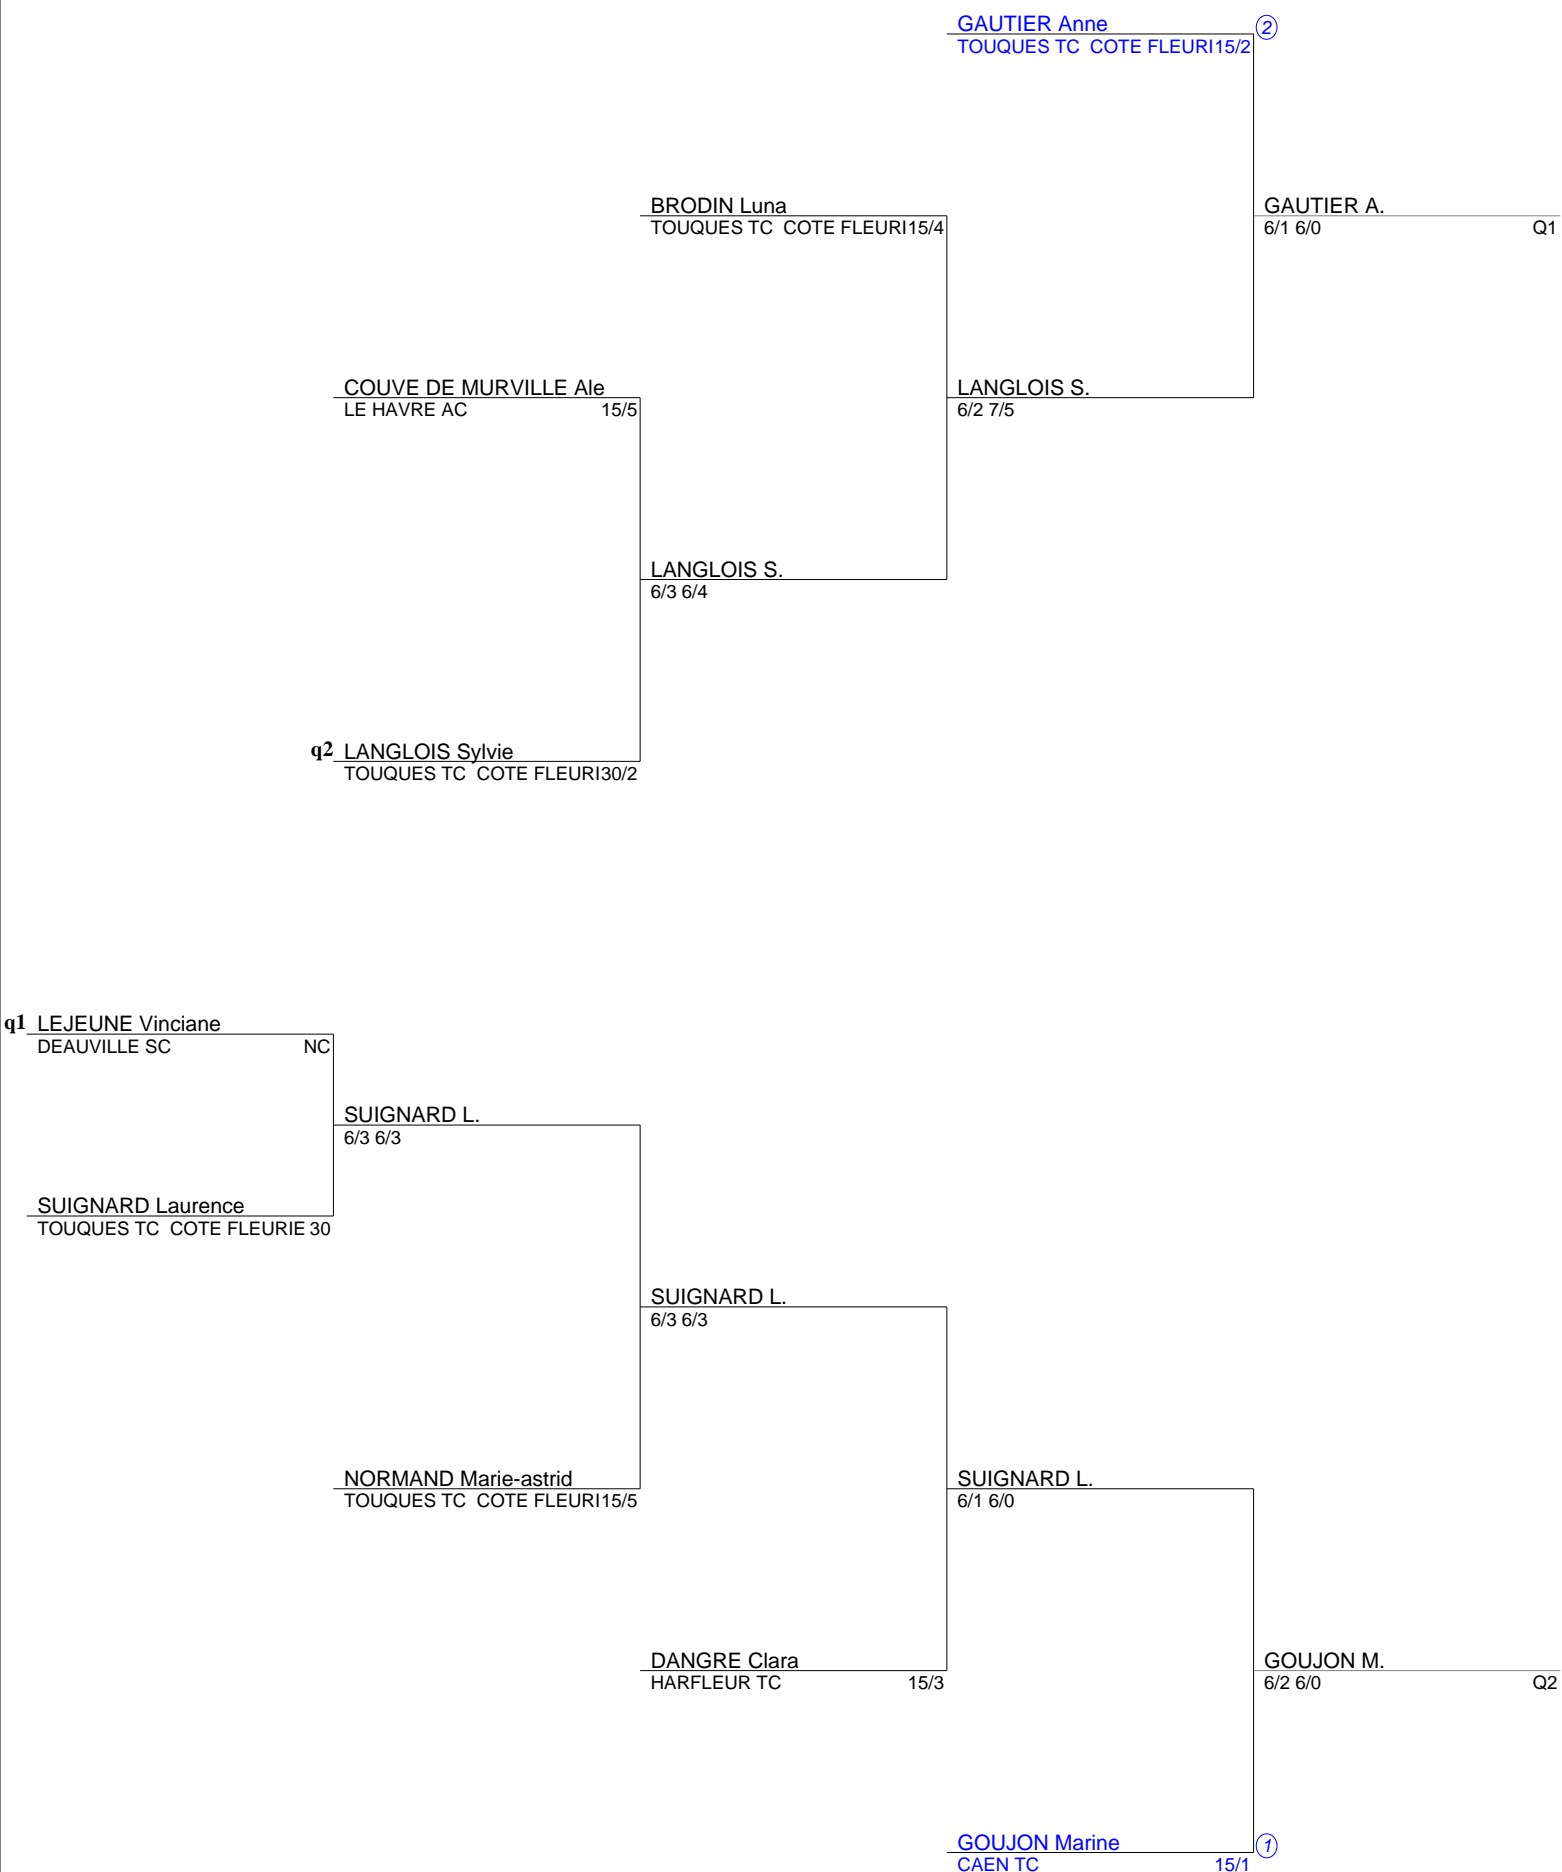 GAUTIER Anne 2
TOUQUES TC COTE FLEURI15/2
BRODIN Luna
TOUQUES TC COTE FLEURI15/4
GAUTIER A.
6/1 6/0 Q1
COUVE DE MURVILLE Ale
LE HAVRE AC 15/5
LANGLOIS S.
6/2 7/5
LANGLOIS S.
6/3 6/4
q2 LANGLOIS Sylvie
TOUQUES TC COTE FLEURI30/2
q1 LEJEUNE Vinciane
DEAUVILLE SC NC
SUIGNARD L.
6/3 6/3
SUIGNARD Laurence
TOUQUES TC COTE FLEURIE 30
SUIGNARD L.
6/3 6/3
NORMAND Marie-astrid
TOUQUES TC COTE FLEURI15/5
SUIGNARD L.
6/1 6/0
DANGRE Clara
HARFLEUR TC 15/3
GOUJON M.
6/2 6/0 Q2
GOUJON Marine 1
CAEN TC 15/1